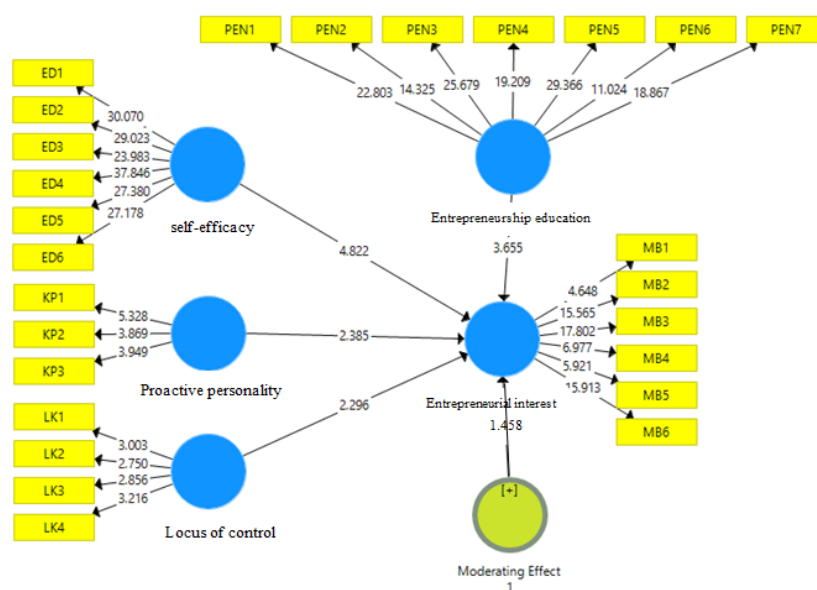 PEN1 PEN2 PEN3 PEN4 PEN5 PEN6 PEN7
22.803 14.325 25.679 19.209 29.366 11.024 18.867
ED1
ED2
ED3
ED4
ED5
ED6
30.070
29.023
23.983
37.846
27.380
27.178
self-efficacy
Entrepreneurship education
4.822
3.655
KP1
KP2
KP3
5.328
3.869
3.949
Proactive personality
2.385
MB1
MB2
MB3
MB4
MB5
MB6
4.648
15.565
17.802
6.977
5.921
15.913
Entrepreneurial interest
1.458
2.296
LK1
LK2
LK3
LK4
3.003
2.750
2.856
3.216
Locus of control
[+]
Moderating Effect
1